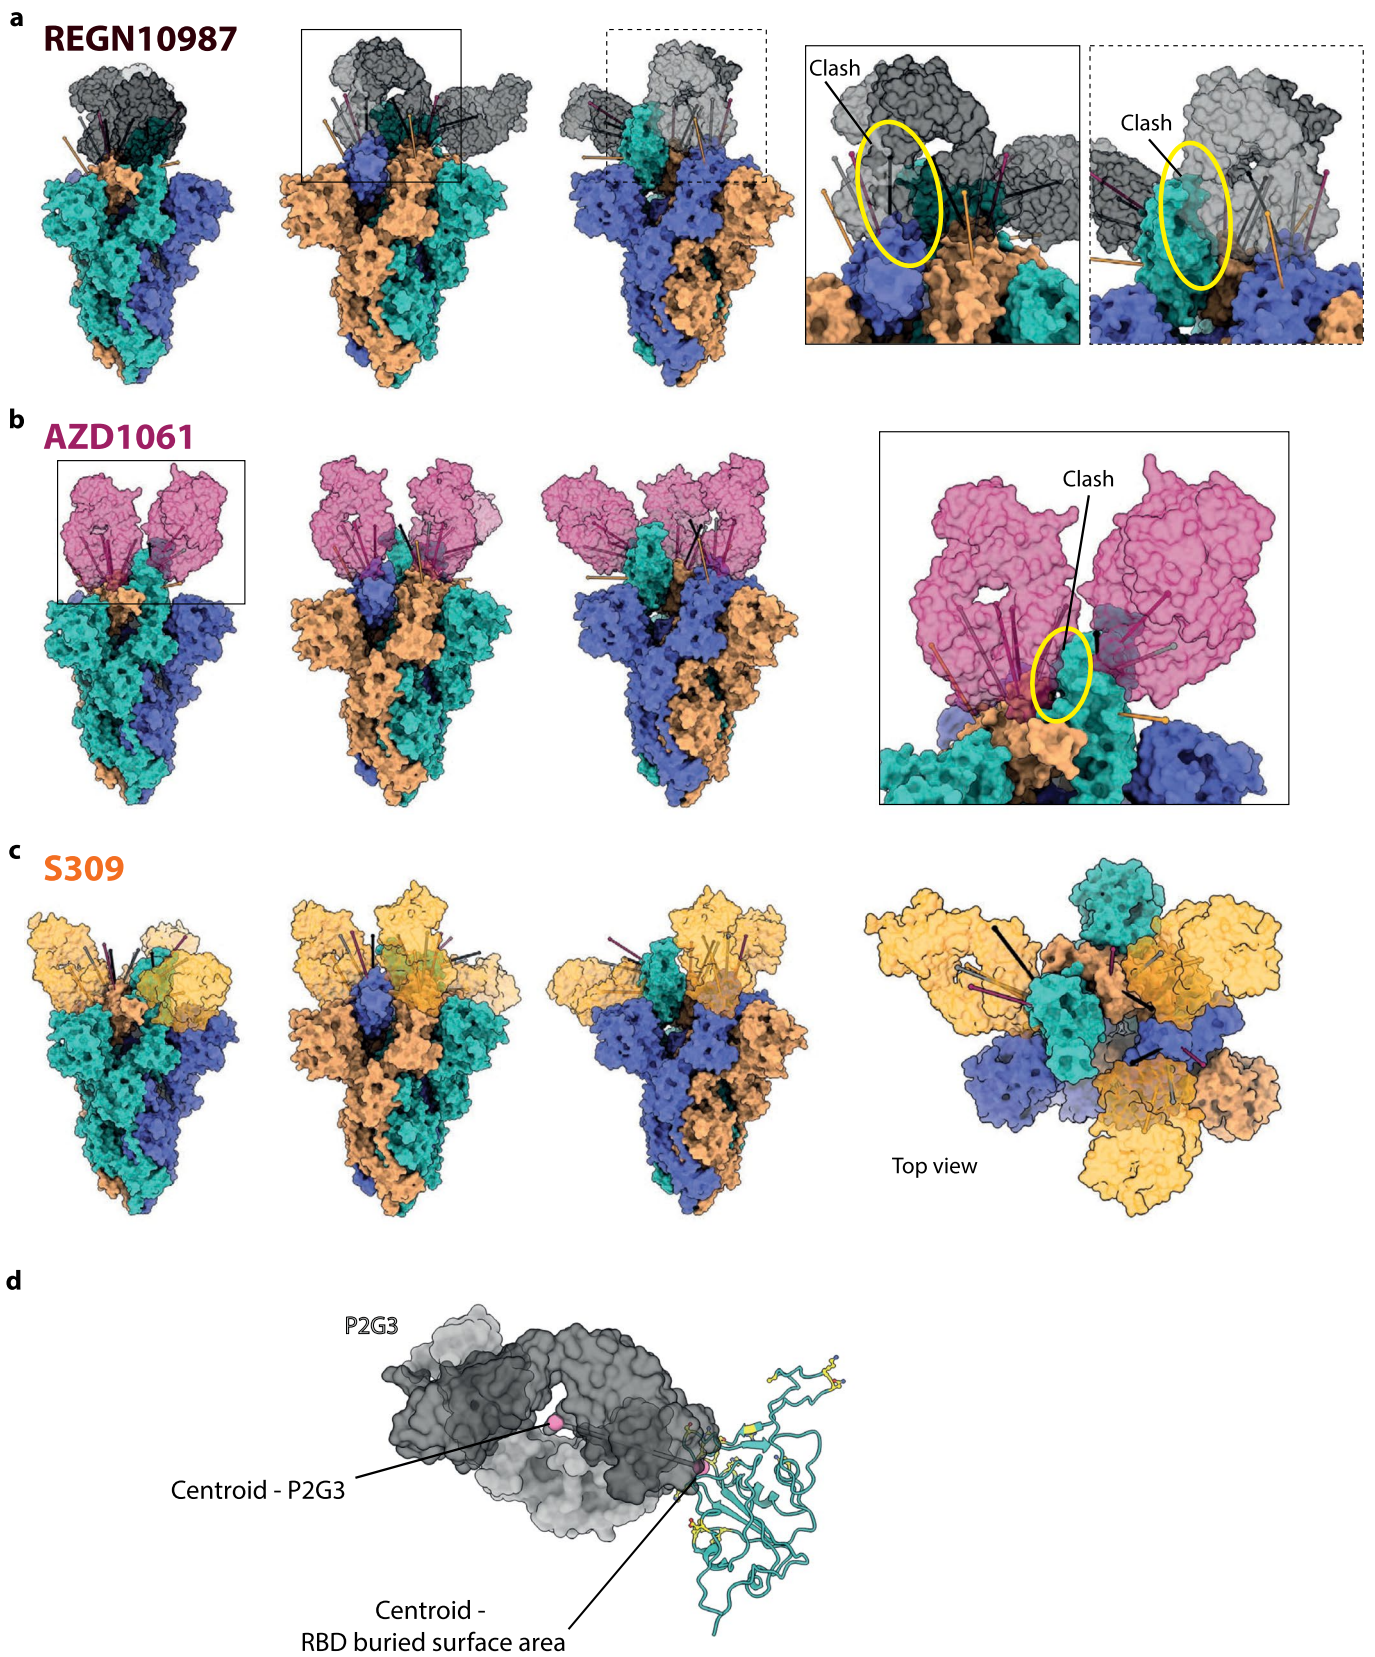 a
REGN10987
Clash
Clash
b
AZD1061
Clash
c
S309
Top view
d
P2G3
Centroid - P2G3
Centroid -
RBD buried surface area